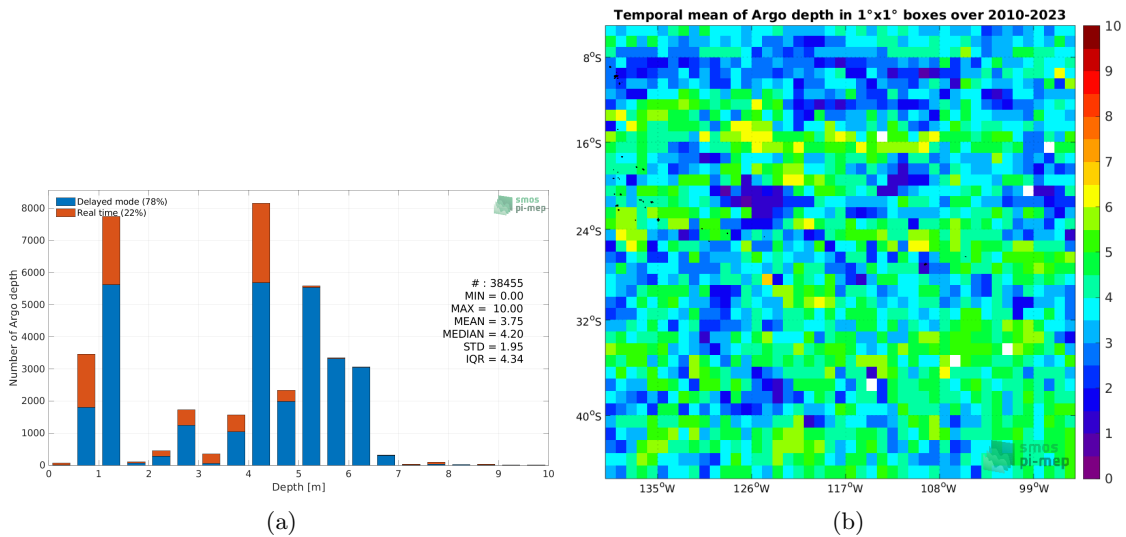 Delayed mode (78%)
Real time (22%)
smos
pi-mep
Number of Argo depth
8000
7000
6000
5000
4000
3000
2000
1000
0
# : 38455
MIN = 0.00
MAX = 10.00
MEAN = 3.75
MEDIAN = 4.20
STD = 1.95
IQR = 4.34
0 1 2 3 4 5 6 7 8 9 10
Depth [m]
(a)
Temporal mean of Argo depth in 1°x1° boxes over 2010-2023
8°S
16°S
24°S
32°S
40°S
135°W 126°W 117°W 108°W 99°W
smos
pi-mep
10
9
8
7
6
5
4
3
2
1
0
(b)